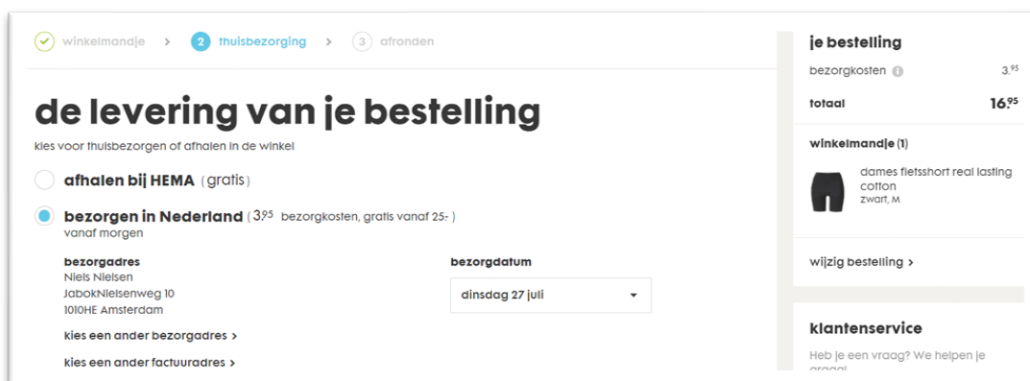 winkelmandje > 2 thuisbezorging > 3 afronden
de levering van je bestelling
kies voor thuisbezorgen of afhalen in de winkel
afhalen bij HEMA (gratis)
bezorgen in Nederland (3.95 bezorgkosten, gratis vanaf 25.-)
vanaf morgen
bezorgadres
Niels Nielsen
JabokNielsenweg 10
1010HE Amsterdam
kies een ander bezorgadres >
kies een ander factuuradres >
bezorgdatum
dinsdag 27 juli
je bestelling
bezorgkosten i 3.95
totaal 16.95
winkelmandje (1)
dames fietsshort real lasting
cotton
zwart, M
wijzig bestelling >
klantenservice
Heb je een vraag? We helpen je